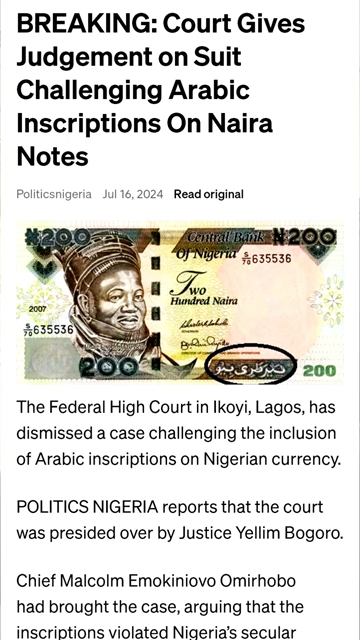 BREAKING: Court Gives
Judgement on Suit
Challenging Arabic
Inscriptions On Naira
Notes
Politicsnigeria Jul 16, 2024 Read original
₦200 Central Bank ₦200
Of Nigeria S/70 635536
Two
Hundred Naira
2007
S/70 635536
200 200
The Federal High Court in Ikoyi, Lagos, has
dismissed a case challenging the inclusion
of Arabic inscriptions on Nigerian currency.
POLITICS NIGERIA reports that the court
was presided over by Justice Yellim Bogoro.
Chief Malcolm Emokiniovo Omirhobo
had brought the case, arguing that the
inscriptions violated Nigeria's secular